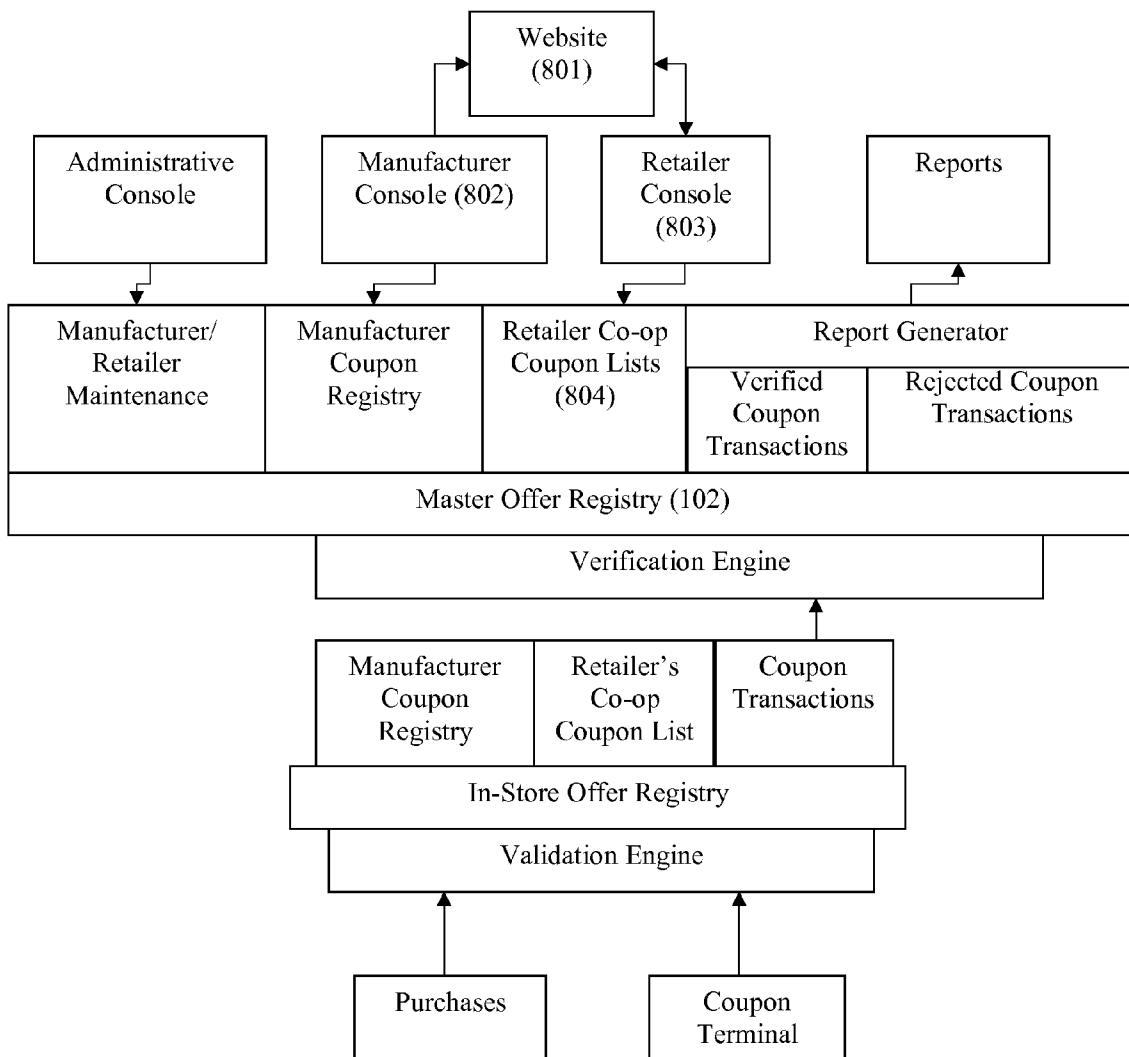 Website
(801)
Administrative
Console
Manufacturer
Console (802)
Retailer
Console
(803)
Reports
Manufacturer/
Retailer
Maintenance
Manufacturer
Coupon
Registry
Retailer Co-op
Coupon Lists
(804)
Report Generator
Verified
Coupon
Transactions
Rejected Coupon
Transactions
Master Offer Registry (102)
Verification Engine
Manufacturer
Coupon
Registry
Retailer’s
Co-op
Coupon List
Coupon
Transactions
In-Store Offer Registry
Validation Engine
Purchases
Coupon
Terminal